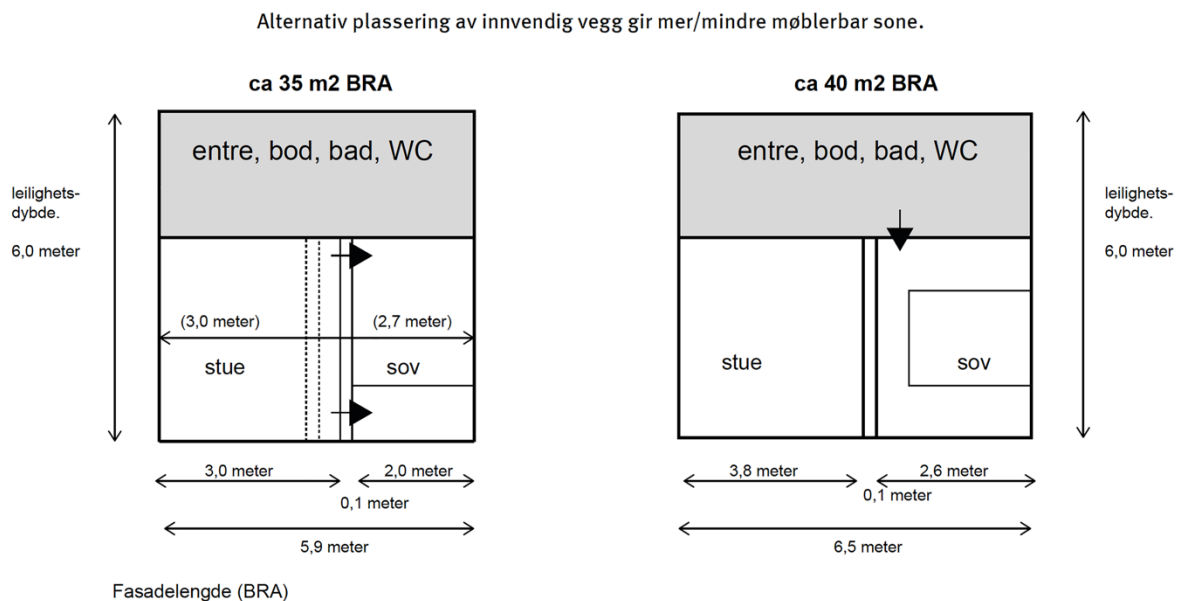 Alternativ plassering av innvendig vegg gir mer/mindre møblerbar sone.
ca 35 m2 BRA
entre, bod, bad, WC
leilighets-
dybde.
6,0 meter
(3,0 meter)
(2,7 meter)
stue
sov
3,0 meter
2,0 meter
0,1 meter
5,9 meter
ca 40 m2 BRA
entre, bod, bad, WC
leilighets-
dybde.
6,0 meter
stue
sov
3,8 meter
2,6 meter
0,1 meter
6,5 meter
Fasadelengde (BRA)